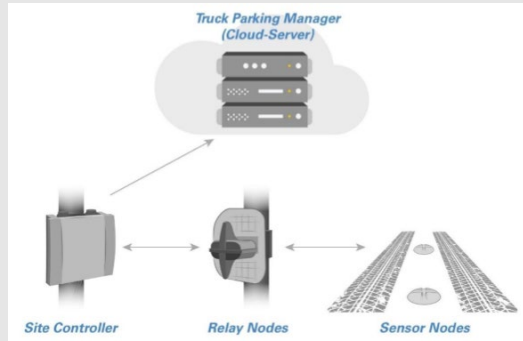 Truck Parking Manager
(Cloud-Server)
Site Controller
Relay Nodes
Sensor Nodes